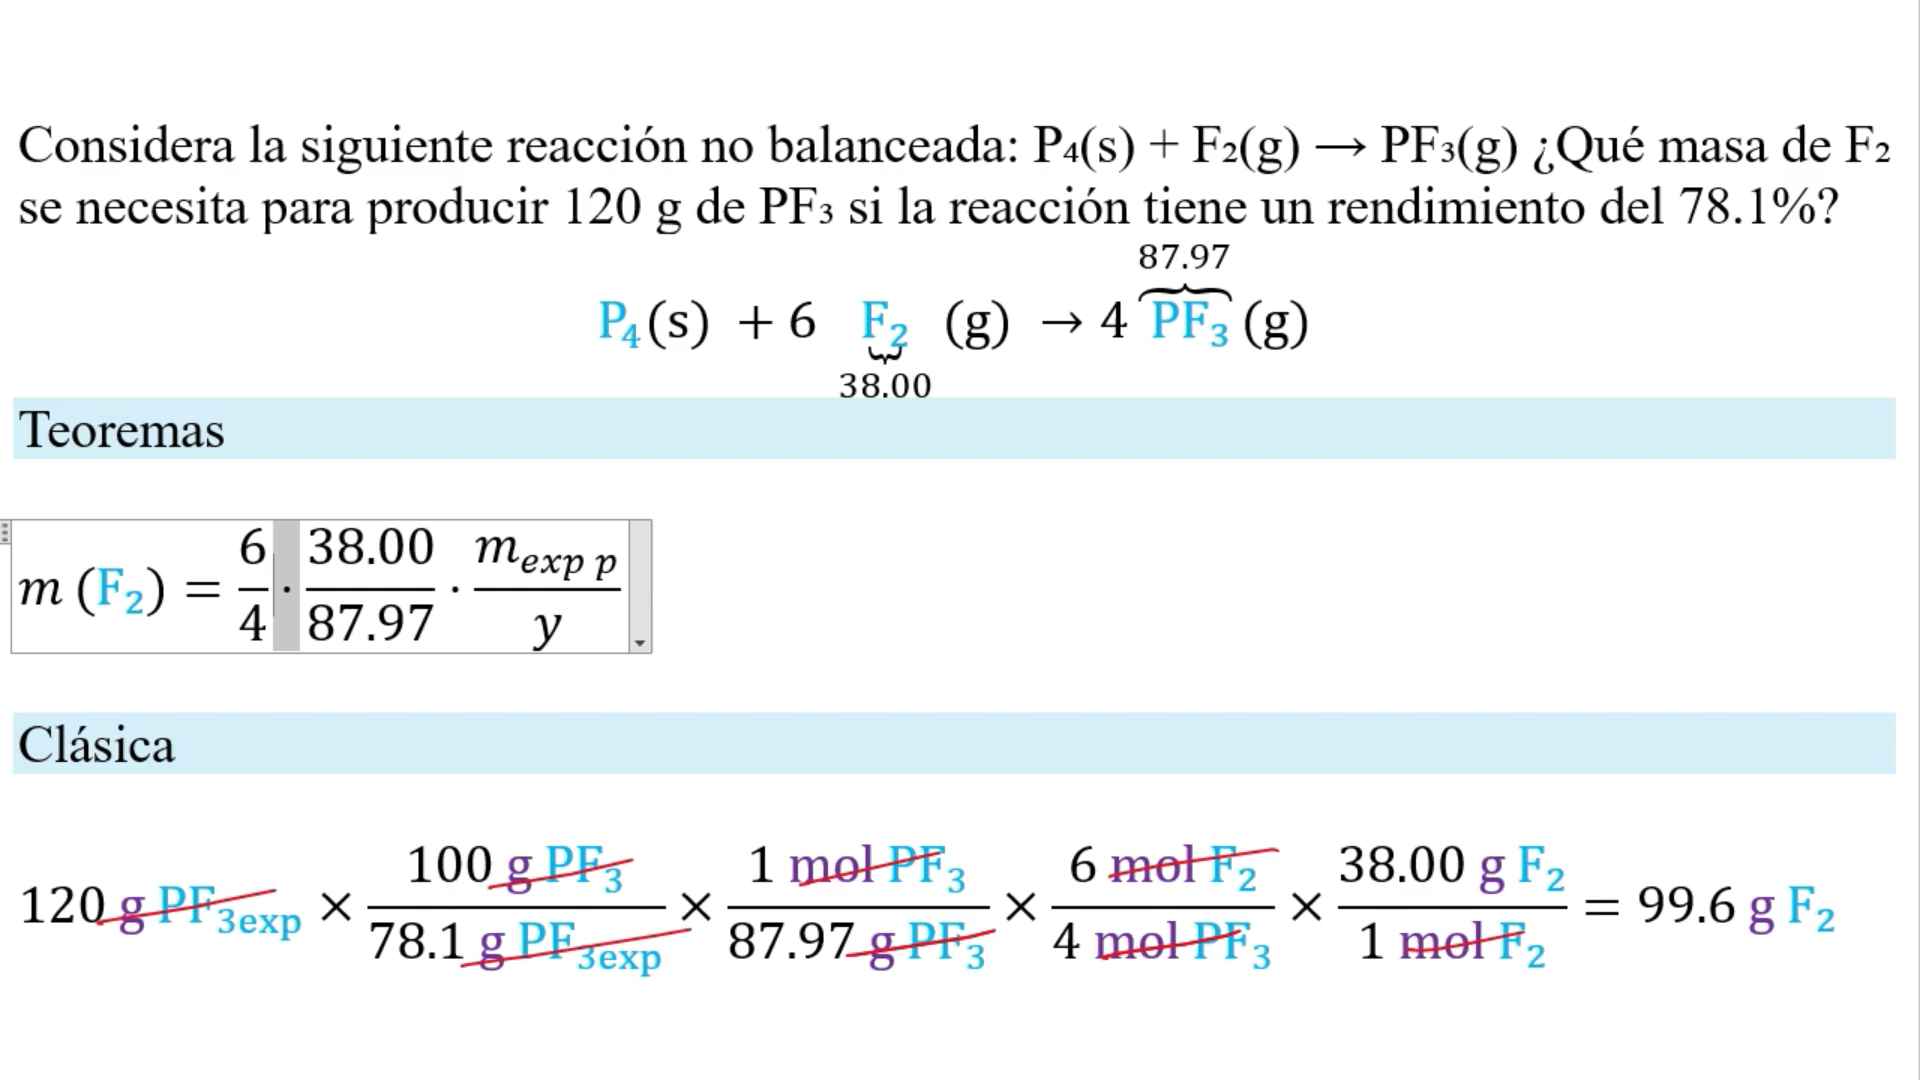 Considera la siguiente reacción no balanceada: P₄(s) + F₂(g) → PF₃(g) ¿Qué masa de F₂
se necesita para producir 120 g de PF₃ si la reacción tiene un rendimiento del 78.1%?
87.97
P₄(s) + 6 F₂ (g) → 4 PF₃(g)
38.00
Teoremas
m (F₂) = 6/4 · 38.00/87.97 · m_exp p/y
Clásica
120 g PF₃exp × 100 g PF₃/78.1 g PF₃exp × 1 mol PF₃/87.97 g PF₃ × 6 mol F₂/4 mol PF₃ × 38.00 g F₂/1 mol F₂ = 99.6 g F₂